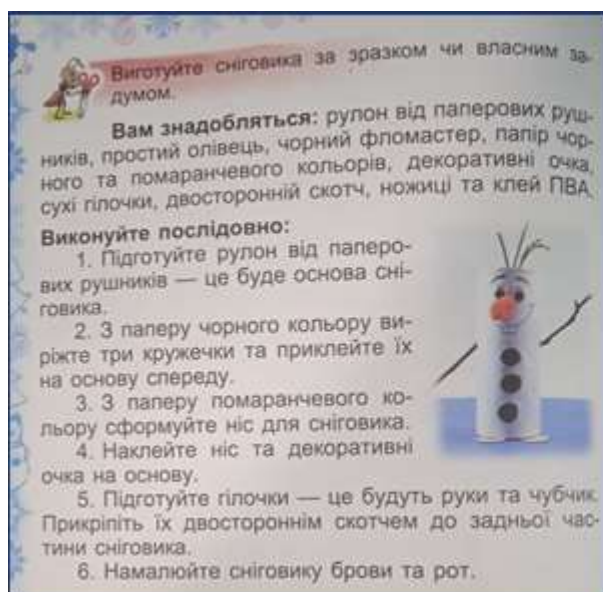 Виготуйте сніговика за зразком чи власним за-
думом.
Вам знадобляться: рулон від паперових руш-
ників, простий олівець, чорний фломастер, папір чор-
ного та помаранчевого кольорів, декоративні очка,
сухі гілочки, двосторонній скотч, ножиці та клей ПВА.
Виконуйте послідовно:
1. Підготуйте рулон від паперо-
вих рушників — це буде основа сні-
говика.
2. З паперу чорного кольору ви-
ріжте три кружечки та приклейте їх
на основу спереду.
3. З паперу помаранчевого ко-
льору сформуйте ніс для сніговика.
4. Наклейте ніс та декоративні
очка на основу.
5. Підготуйте гілочки — це будуть руки та чубчик.
Прикріпіть їх двостороннім скотчем до задньої час-
тини сніговика.
6. Намалюйте сніговику брови та рот.